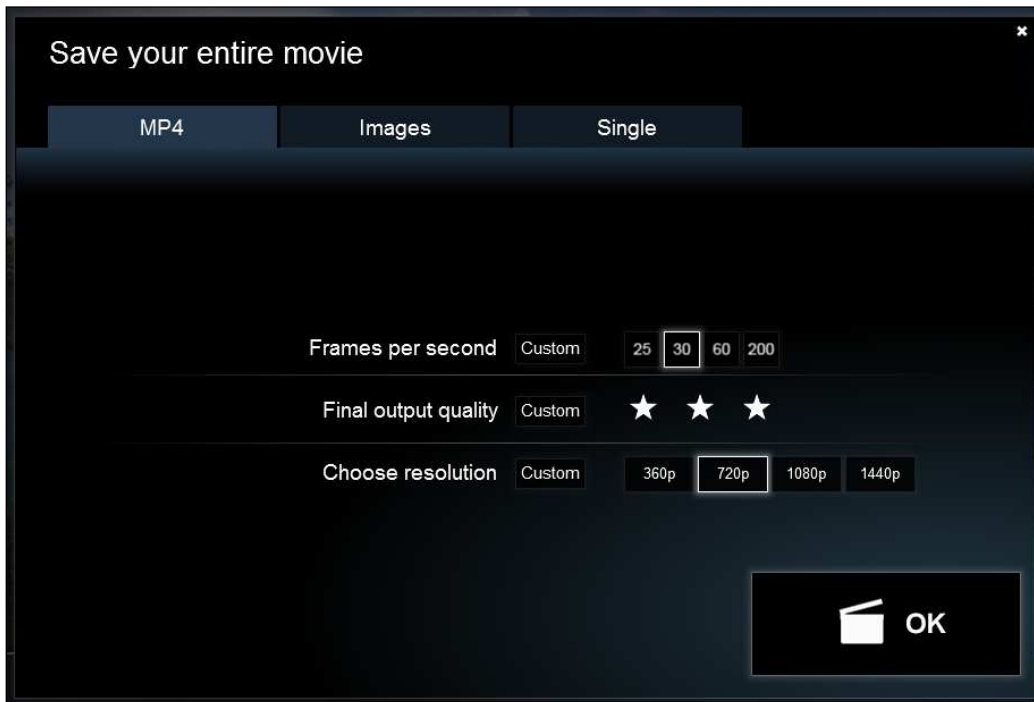 Save your entire movie
MP4 Images Single
Frames per second Custom 25 30 60 200
Final output quality Custom
Choose resolution Custom 360p 720p 1080p 1440p
OK